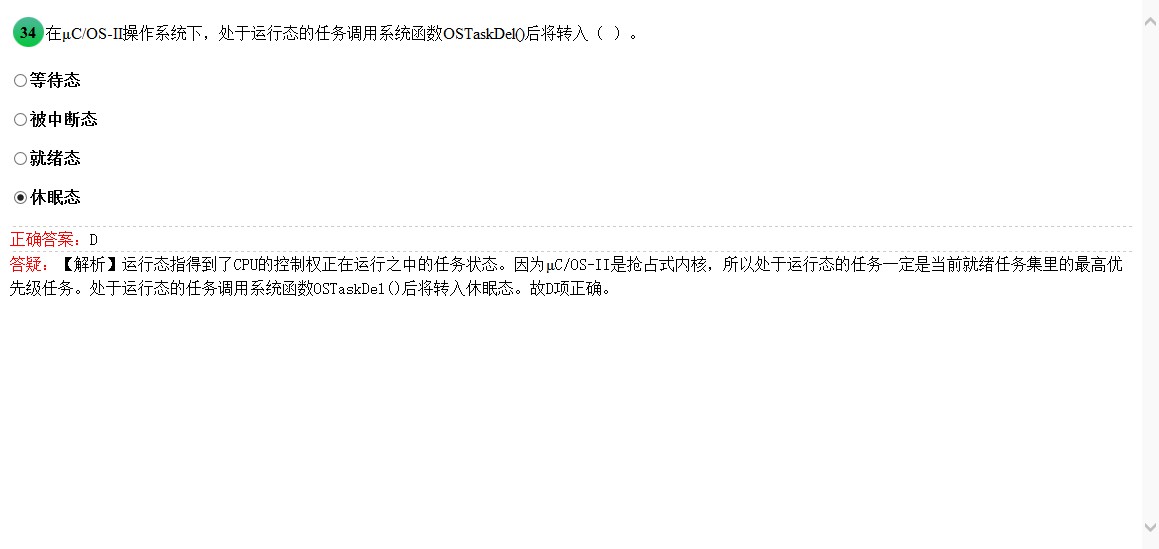 34 在μC/OS-II操作系统下，处于运行态的任务调用系统函数OSTaskDel()后将转入（ ）。
等待态
被中断态
就绪态
休眠态
正确答案：D
答疑：【解析】运行态指得到了CPU的控制权正在运行之中的任务状态。因为μC/OS-II是抢占式内核，所以处于运行态的任务一定是当前就绪任务集里的最高优
先级任务。处于运行态的任务调用系统函数OSTaskDel()后将转入休眠态。故D项正确。